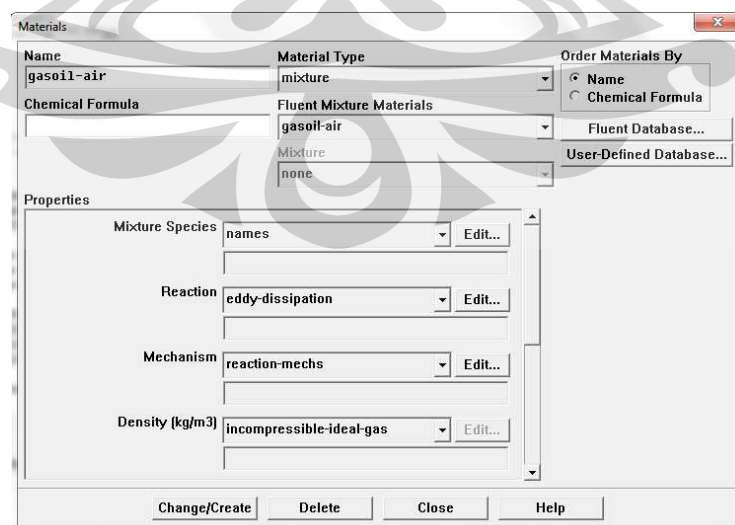 Materials
Name
gasoil-air
Chemical Formula
Material Type
mixture
Fluent Mixture Materials
gasoil-air
Mixture
none
Order Materials By
Name
Chemical Formula
Fluent Database...
User-Defined Database...
Properties
Mixture Species names Edit...
Reaction eddy-dissipation Edit...
Mechanism reaction-mechs Edit...
Density (kg/m3) incompressible-ideal-gas Edit...
Change/Create Delete Close Help